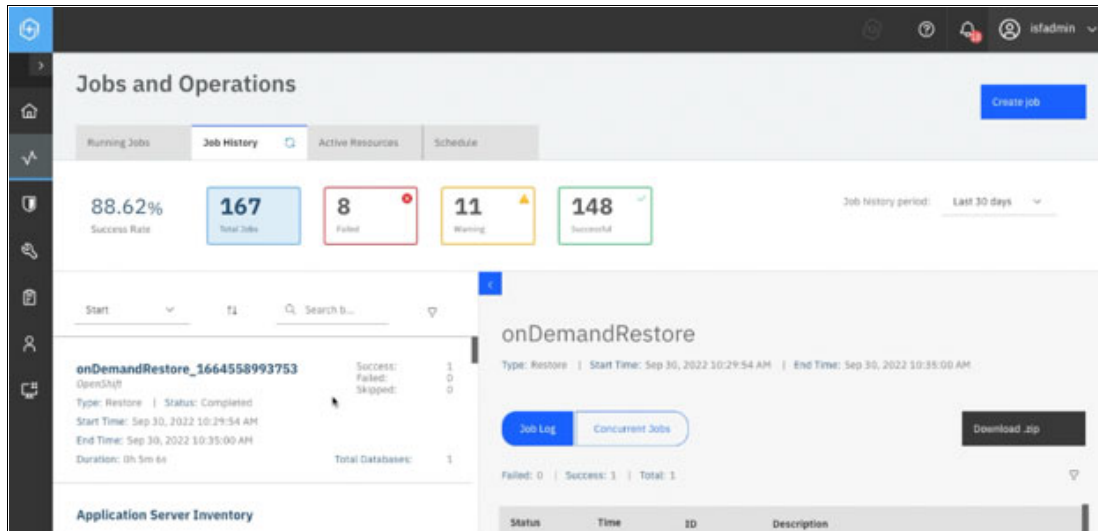 isfadmin
Jobs and Operations
Create job
Running Jobs
Job History
Active Resources
Schedule
88.62%
Success Rate
167
Total Jobs
8
Failed
11
Warning
148
Successful
Job history period: Last 30 days
Start
Search b...
onDemandRestore_1664558993753
OpenShift
Type: Restore | Status: Completed
Start Time: Sep 30, 2022 10:29:54 AM
End Time: Sep 30, 2022 10:35:00 AM
Duration: 0h 5m 6s
Success: 1
Failed: 0
Skipped: 0
Total Databases: 1
Application Server Inventory
onDemandRestore
Type: Restore | Start Time: Sep 30, 2022 10:29:54 AM | End Time: Sep 30, 2022 10:35:00 AM
Job Log
Concurrent Jobs
Download .zip
Failed: 0 | Success: 1 | Total: 1
Status Time ID Description